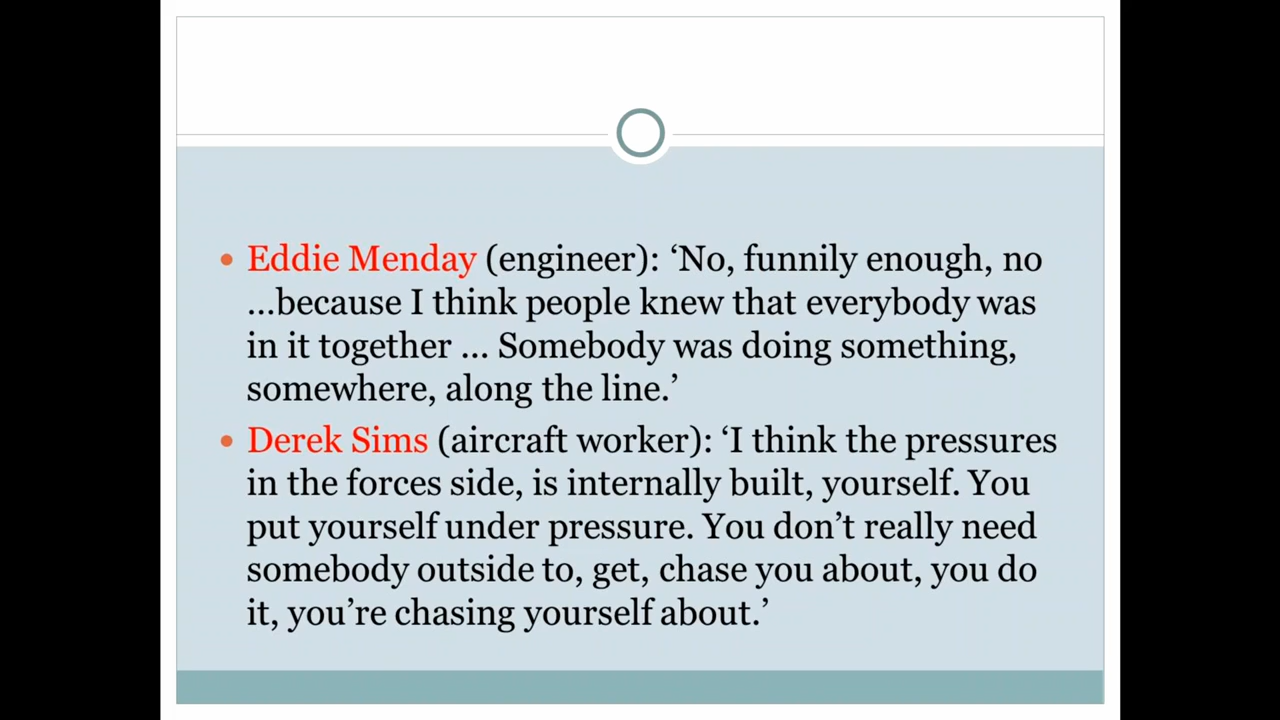 • Eddie Menday (engineer): ‘No, funnily enough, no
…because I think people knew that everybody was
in it together … Somebody was doing something,
somewhere, along the line.’
• Derek Sims (aircraft worker): ‘I think the pressures
in the forces side, is internally built, yourself. You
put yourself under pressure. You don’t really need
somebody outside to, get, chase you about, you do
it, you’re chasing yourself about.’